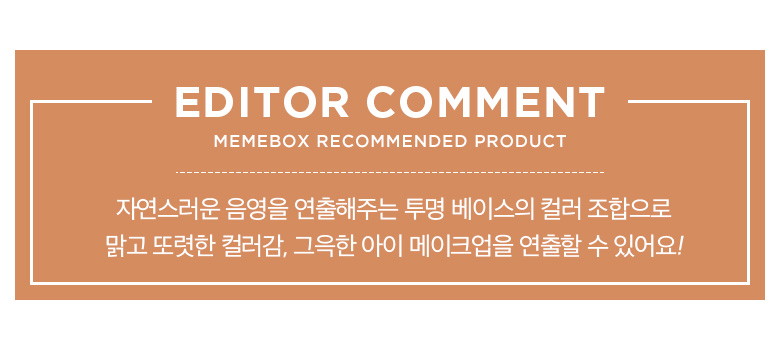 EDITOR COMMENT
MEMEBOX RECOMMENDED PRODUCT
자연스러운 음영을 연출해주는 투명 베이스의 컬러 조합으로
맑고 또렷한 컬러감, 그윽한 아이 메이크업을 연출할 수 있어요!